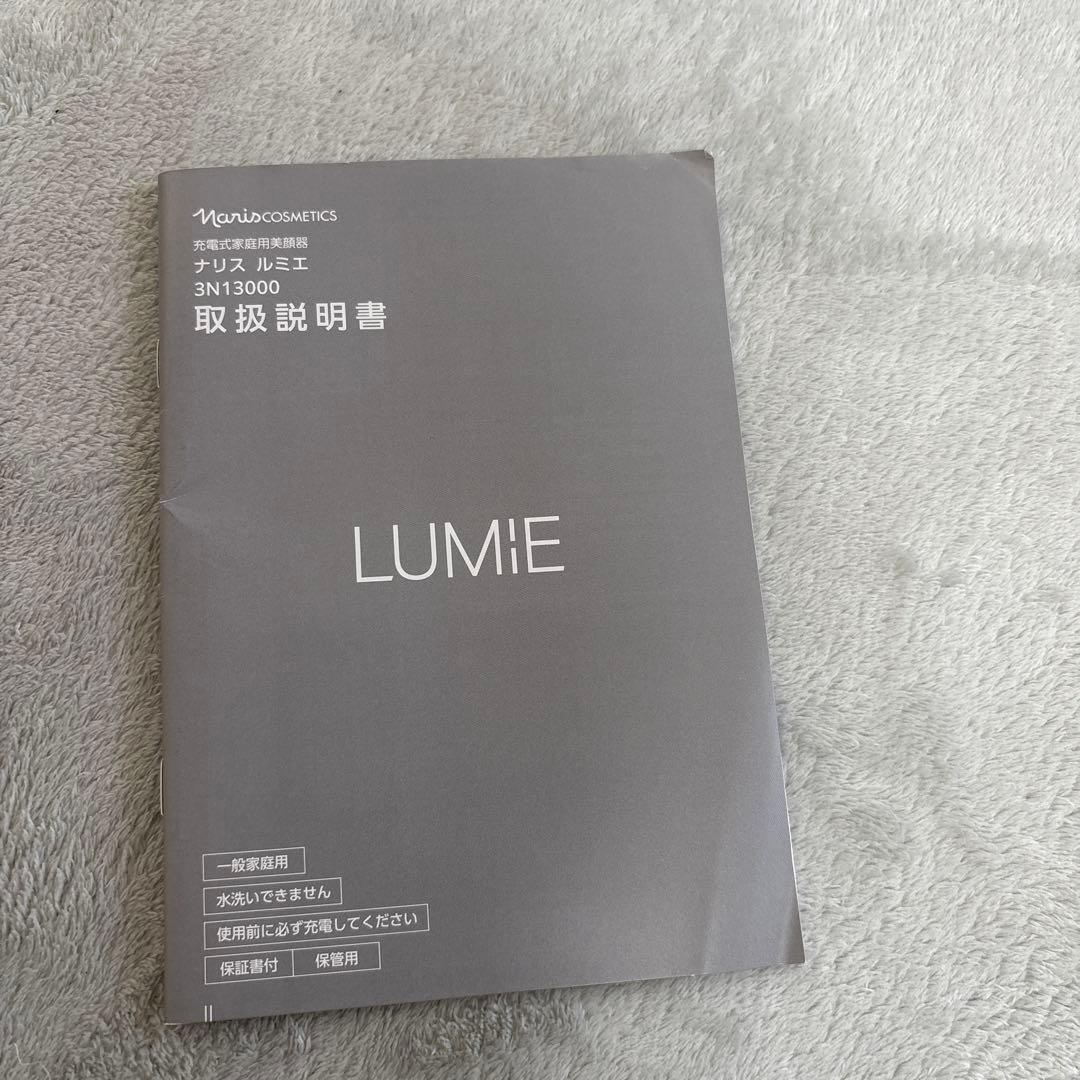 Naris COSMETICS
充電式家庭用美顔器
ナリス ルミエ
3N13000
取扱説明書
LUMIE
一般家庭用
水洗いできません
使用前に必ず充電してください
保証書付 保管用